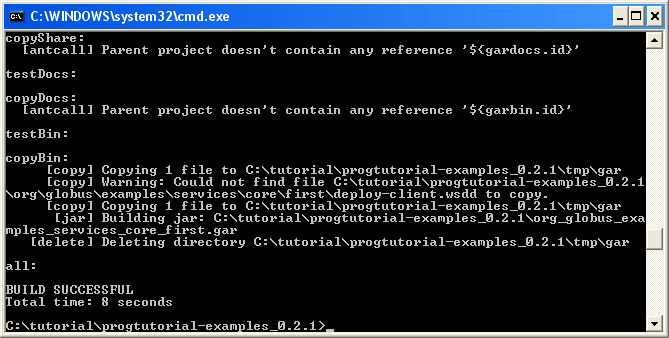 C:\WINDOWS\system32\cmd.exe
copyShare:
[antcall] Parent project doesn't contain any reference '${gardocs.id}'
testDocs:
copyDocs:
[antcall] Parent project doesn't contain any reference '${garbin.id}'
testBin:
copyBin:
[copy] Copying 1 file to C:\tutorial\progtutorial-examples_0.2.1\tmp\gar
[copy] Warning: Could not find file C:\tutorial\progtutorial-examples_0.2.1
\org\globus\examples\services\core\first\deploy-client.wsdd to copy.
[copy] Copying 1 file to C:\tutorial\progtutorial-examples_0.2.1\tmp\gar
[jar] Building jar: C:\tutorial\progtutorial-examples_0.2.1\org_globus_exa
mples_services_core_first.gar
[delete] Deleting directory C:\tutorial\progtutorial-examples_0.2.1\tmp\gar
all:
BUILD SUCCESSFUL
Total time: 8 seconds
C:\tutorial\progtutorial-examples_0.2.1>_